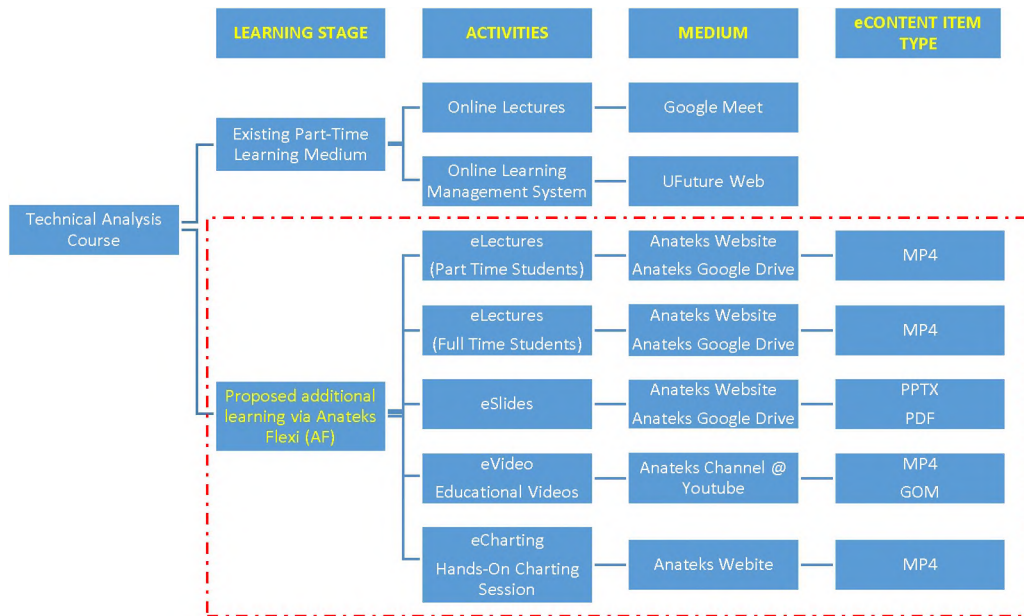 LEARNING STAGE
ACTIVITIES
MEDIUM
eCONTENT ITEM
TYPE
Technical Analysis
Course
Existing Part-Time
Learning Medium
Online Lectures
Google Meet
Online Learning
Management System
UFuture Web
Proposed additional
learning via Anateks
Flexi (AF)
eLectures
(Part Time Students)
Anateks Website
Anateks Google Drive
MP4
eLectures
(Full Time Students)
Anateks Website
Anateks Google Drive
MP4
eSlides
Anateks Website
Anateks Google Drive
PPTX
PDF
eVideo
Educational Videos
Anateks Channel @
Youtube
MP4
GOM
eCharting
Hands-On Charting
Session
Anateks Webite
MP4